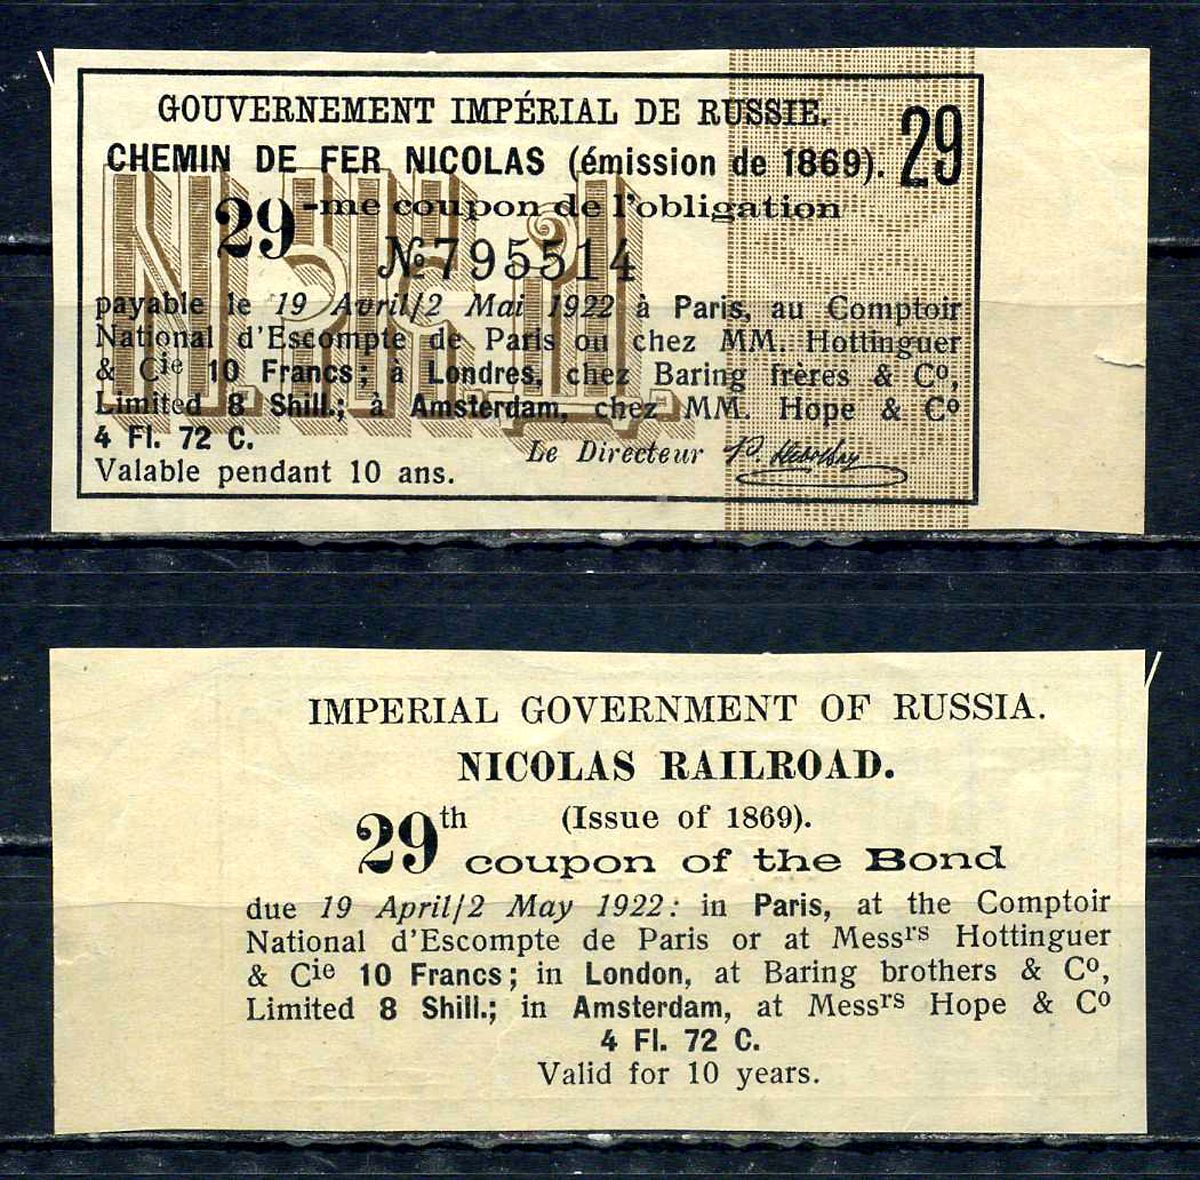 GOUVERNEMENT IMPÉRIAL DE RUSSIE.
29
CHEMIN DE FER NICOLAS (émission de 1869).
29-me coupon de l'obligation
№ 795514
payable le 19 Avril/2 Mai 1922 à Paris, au Comptoir
National d'Escompte de Paris ou chez MM. Hottinguer
& Cie 10 Francs; à Londres, chez Baring frères & Co,
Limited 8 Shill.; à Amsterdam, chez MM. Hope & Co
4 Fl. 72 C.
Le Directeur
Valable pendant 10 ans.
IMPERIAL GOVERNMENT OF RUSSIA.
NICOLAS RAILROAD.
29th (Issue of 1869).
coupon of the Bond
due 19 April/2 May 1922: in Paris, at the Comptoir
National d'Escompte de Paris or at Messrs Hottinguer
& Cie 10 Francs; in London, at Baring brothers & Co,
Limited 8 Shill.; in Amsterdam, at Messrs Hope & Co
4 Fl. 72 C.
Valid for 10 years.